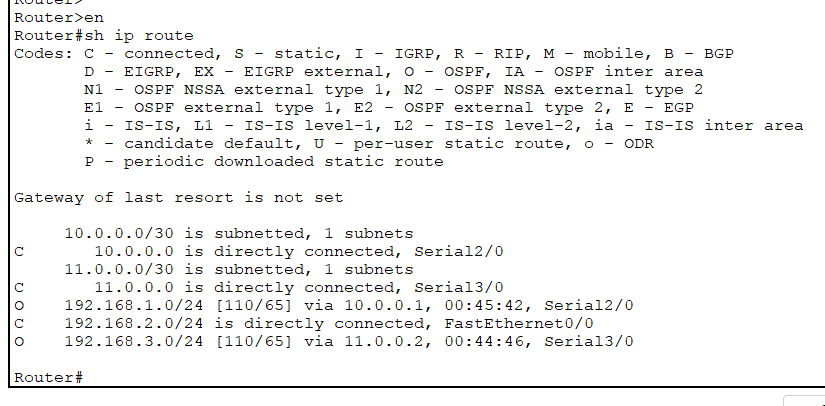 Router>
Router>en
Router#sh ip route
Codes: C - connected, S - static, I - IGRP, R - RIP, M - mobile, B - BGP
       D - EIGRP, EX - EIGRP external, O - OSPF, IA - OSPF inter area
       N1 - OSPF NSSA external type 1, N2 - OSPF NSSA external type 2
       E1 - OSPF external type 1, E2 - OSPF external type 2, E - EGP
       i - IS-IS, L1 - IS-IS level-1, L2 - IS-IS level-2, ia - IS-IS inter area
       * - candidate default, U - per-user static route, o - ODR
       P - periodic downloaded static route

Gateway of last resort is not set

     10.0.0.0/30 is subnetted, 1 subnets
C       10.0.0.0 is directly connected, Serial2/0
     11.0.0.0/30 is subnetted, 1 subnets
C       11.0.0.0 is directly connected, Serial3/0
O    192.168.1.0/24 [110/65] via 10.0.0.1, 00:45:42, Serial2/0
C    192.168.2.0/24 is directly connected, FastEthernet0/0
O    192.168.3.0/24 [110/65] via 11.0.0.2, 00:44:46, Serial3/0

Router#